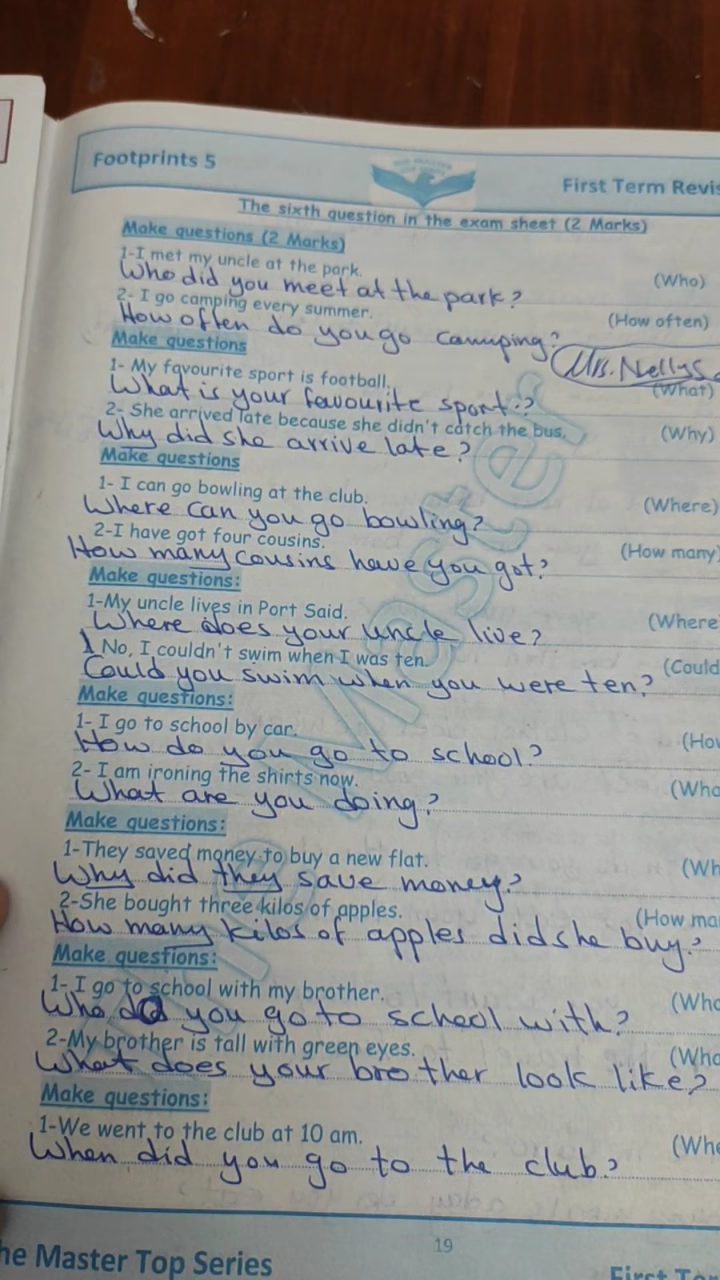 Footprints 5
First Term Revis
The sixth question in the exam sheet (2 Marks)
Make questions (2 Marks)
1-I met my uncle at the park. (Who)
Who did you meet at the park?
2- I go camping every summer. (How often)
How often do you go camping?
Make questions
Mrs. Nellys
1- My favourite sport is football. (What)
What is your favourite sport?
2- She arrived late because she didn't catch the bus. (Why)
Why did she arrive late?
Make questions
1- I can go bowling at the club. (Where)
Where can you go bowling?
2-I have got four cousins. (How many)
How many cousins have you got?
Make questions:
1-My uncle lives in Port Said. (Where
Where does your uncle live?
No, I couldn't swim when I was ten. (Could
Could you swim when you were ten?
Make questions:
1- I go to school by car. (How
How do you go to school?
2- I am ironing the shirts now. (Wha
What are you doing?
Make questions:
1-They saved money to buy a new flat. (Wh
Why did they save money?
2-She bought three kilos of apples. (How ma
How many kilos of apples did she buy?
Make questions:
1- I go to school with my brother. (Who
Who do you go to school with?
2-My brother is tall with green eyes. (Wha
What does your brother look like?
Make questions:
1-We went to the club at 10 am. (Whe
When did you go to the club?
The Master
19
he Master Top Series
First Te